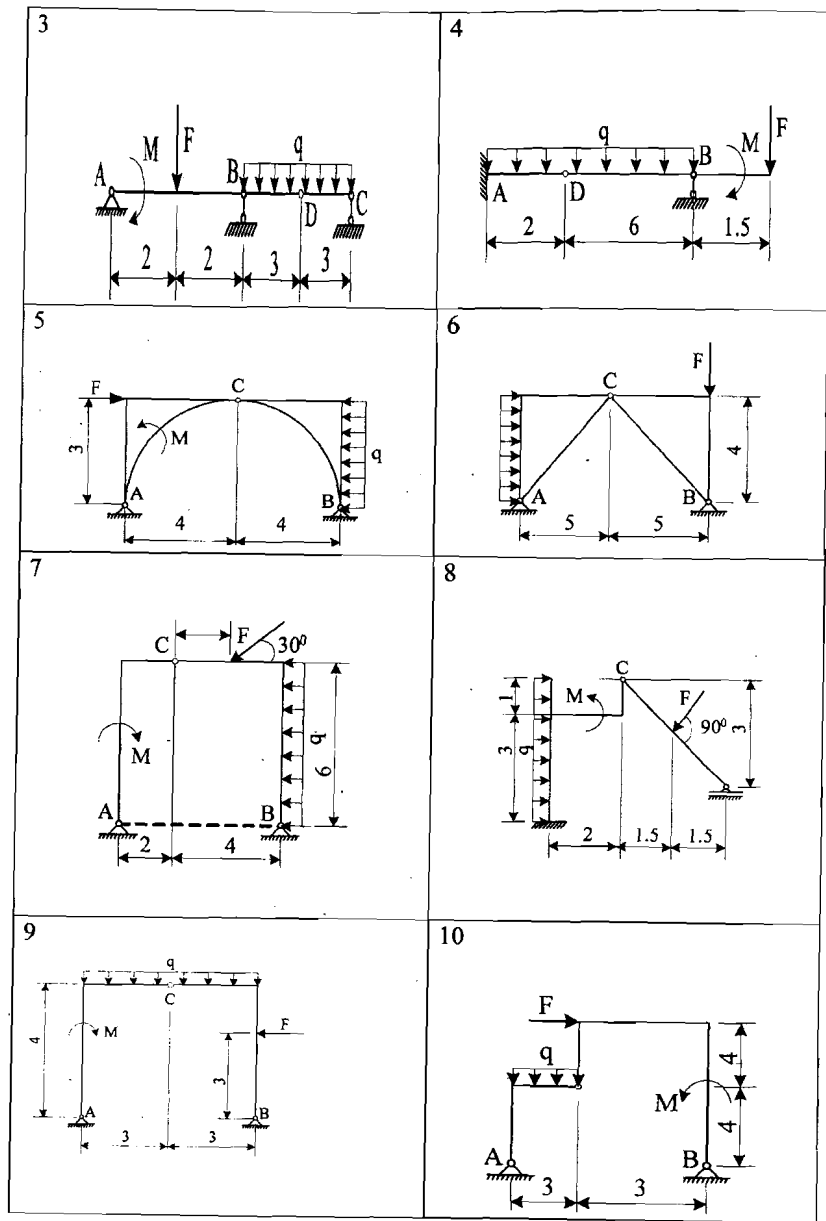 3
A M F B q D C
2 2 3 3
4
q B M F
A D
2 6 1.5
5
F C
3 M q
A B
4 4
6
F
C
4
A B
5 5
7
C F 30⁰
M q 6
A B
2 4
8
C
1 M F
3 q 90⁰ 3
2 1.5 1.5
9
q
C
4 M F
3
A B
3 3
10
F
q 4
M 4
A B
3 3